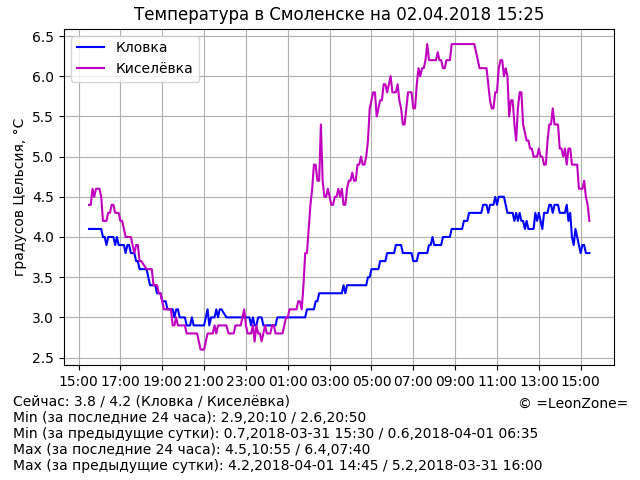 Температура в Смоленске на 02.04.2018 15:25
Кловка
Киселёвка
градусов Цельсия, °C
6.5
6.0
5.5
5.0
4.5
4.0
3.5
3.0
2.5
15:00 17:00 19:00 21:00 23:00 01:00 03:00 05:00 07:00 09:00 11:00 13:00 15:00
Сейчас: 3.8 / 4.2 (Кловка / Киселёвка)
© =LeonZone=
Min (за последние 24 часа): 2.9,20:10 / 2.6,20:50
Min (за предыдущие сутки): 0.7,2018-03-31 15:30 / 0.6,2018-04-01 06:35
Max (за последние 24 часа): 4.5,10:55 / 6.4,07:40
Max (за предыдущие сутки): 4.2,2018-04-01 14:45 / 5.2,2018-03-31 16:00